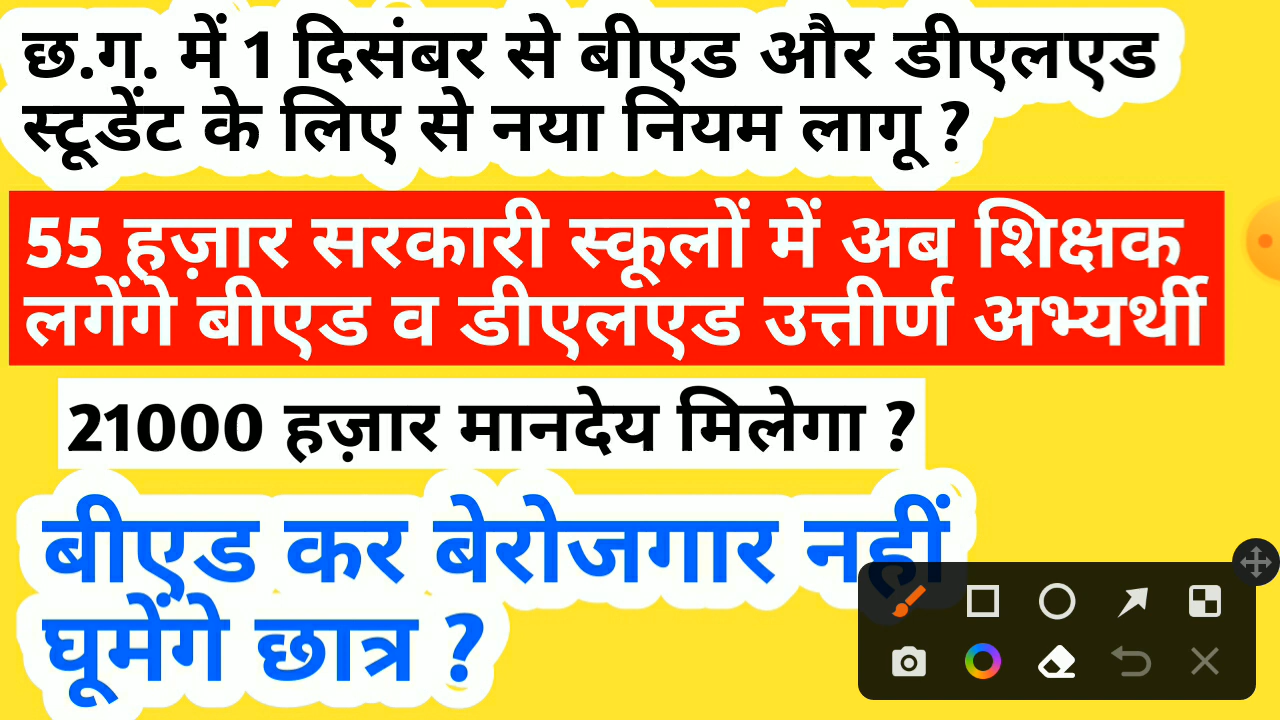 छ.ग. में 1 दिसंबर से बीएड और डीएलएड
स्टूडेंट के लिए से नया नियम लागू ?
55 हज़ार सरकारी स्कूलों में अब शिक्षक
लगेंगे बीएड व डीएलएड उत्तीर्ण अभ्यर्थी
21000 हज़ार मानदेय मिलेगा ?
बीएड कर बेरोजगार नहीं
घूमेंगे छात्र ?